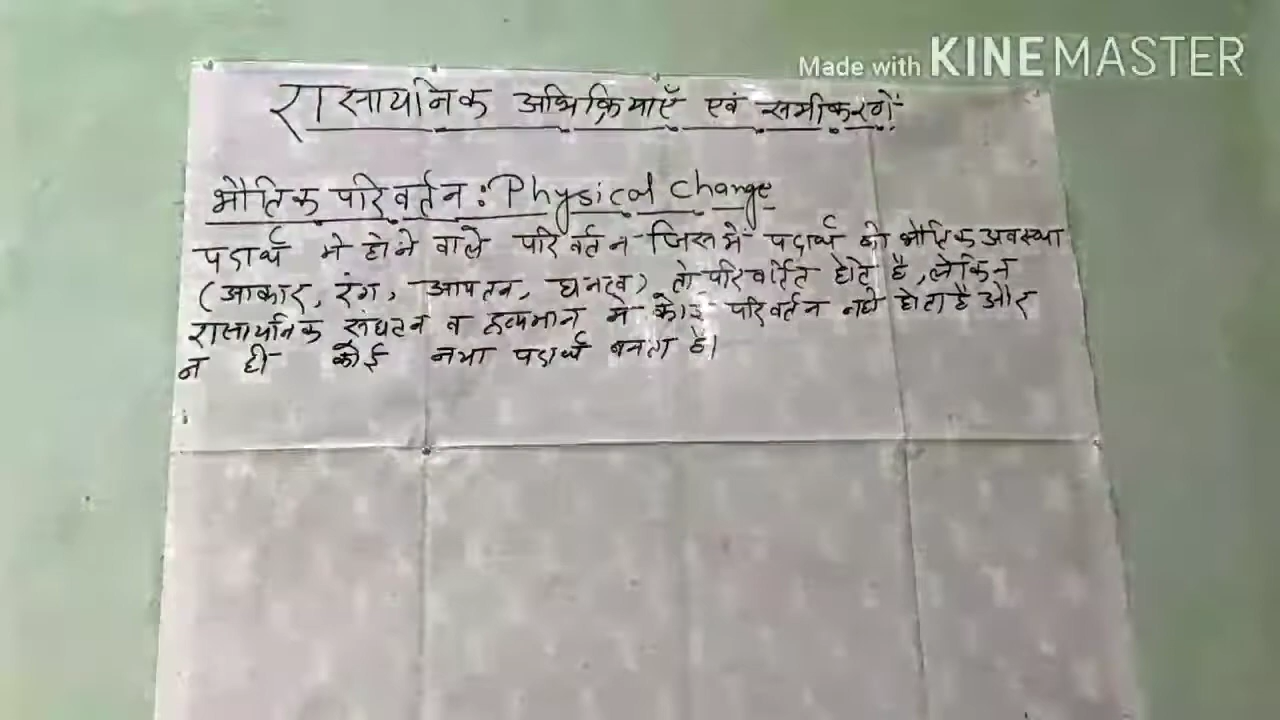 Made with KINEMASTER
रासायनिक अभिक्रियाएँ एवं समीकरणें
भौतिक परिवर्तन : Physical Change
पदार्थ मे होने वाले परिवर्तन जिसमे पदार्थ की भौतिक अवस्था
(आकार, रंग, आयतन, घनत्व) तो परिवर्तित होते है, लेकिन
रासायनिक संघटन व द्रव्यमान मे कोई परिवर्तन नही होता है और
न ही कोई नया पदार्थ बनता है।